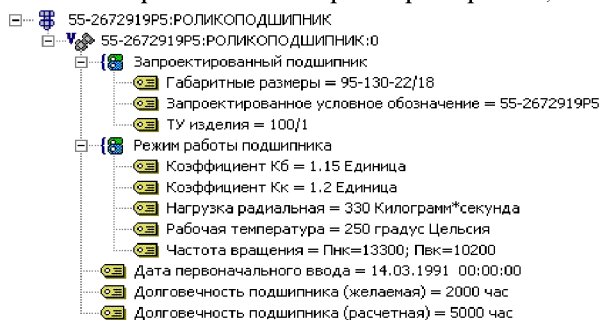 55-2672919Р5:РОЛИКОПОДШИПНИК
55-2672919Р5:РОЛИКОПОДШИПНИК:0
Запроектированный подшипник
Габаритные размеры = 95-130-22/18
Запроектированное условное обозначение = 55-2672919Р5
ТУ изделия = 100/1
Режим работы подшипника
Коэффициент Кб = 1.15 Единица
Коэффициент Кк = 1.2 Единица
Нагрузка радиальная = 330 Килограмм*секунда
Рабочая температура = 250 градус Цельсия
Частота вращения = Пнк=13300; Пвк=10200
Дата первоначального ввода = 14.03.1991 00:00:00
Долговечность подшипника (желаемая) = 2000 час
Долговечность подшипника (расчетная) = 5000 час